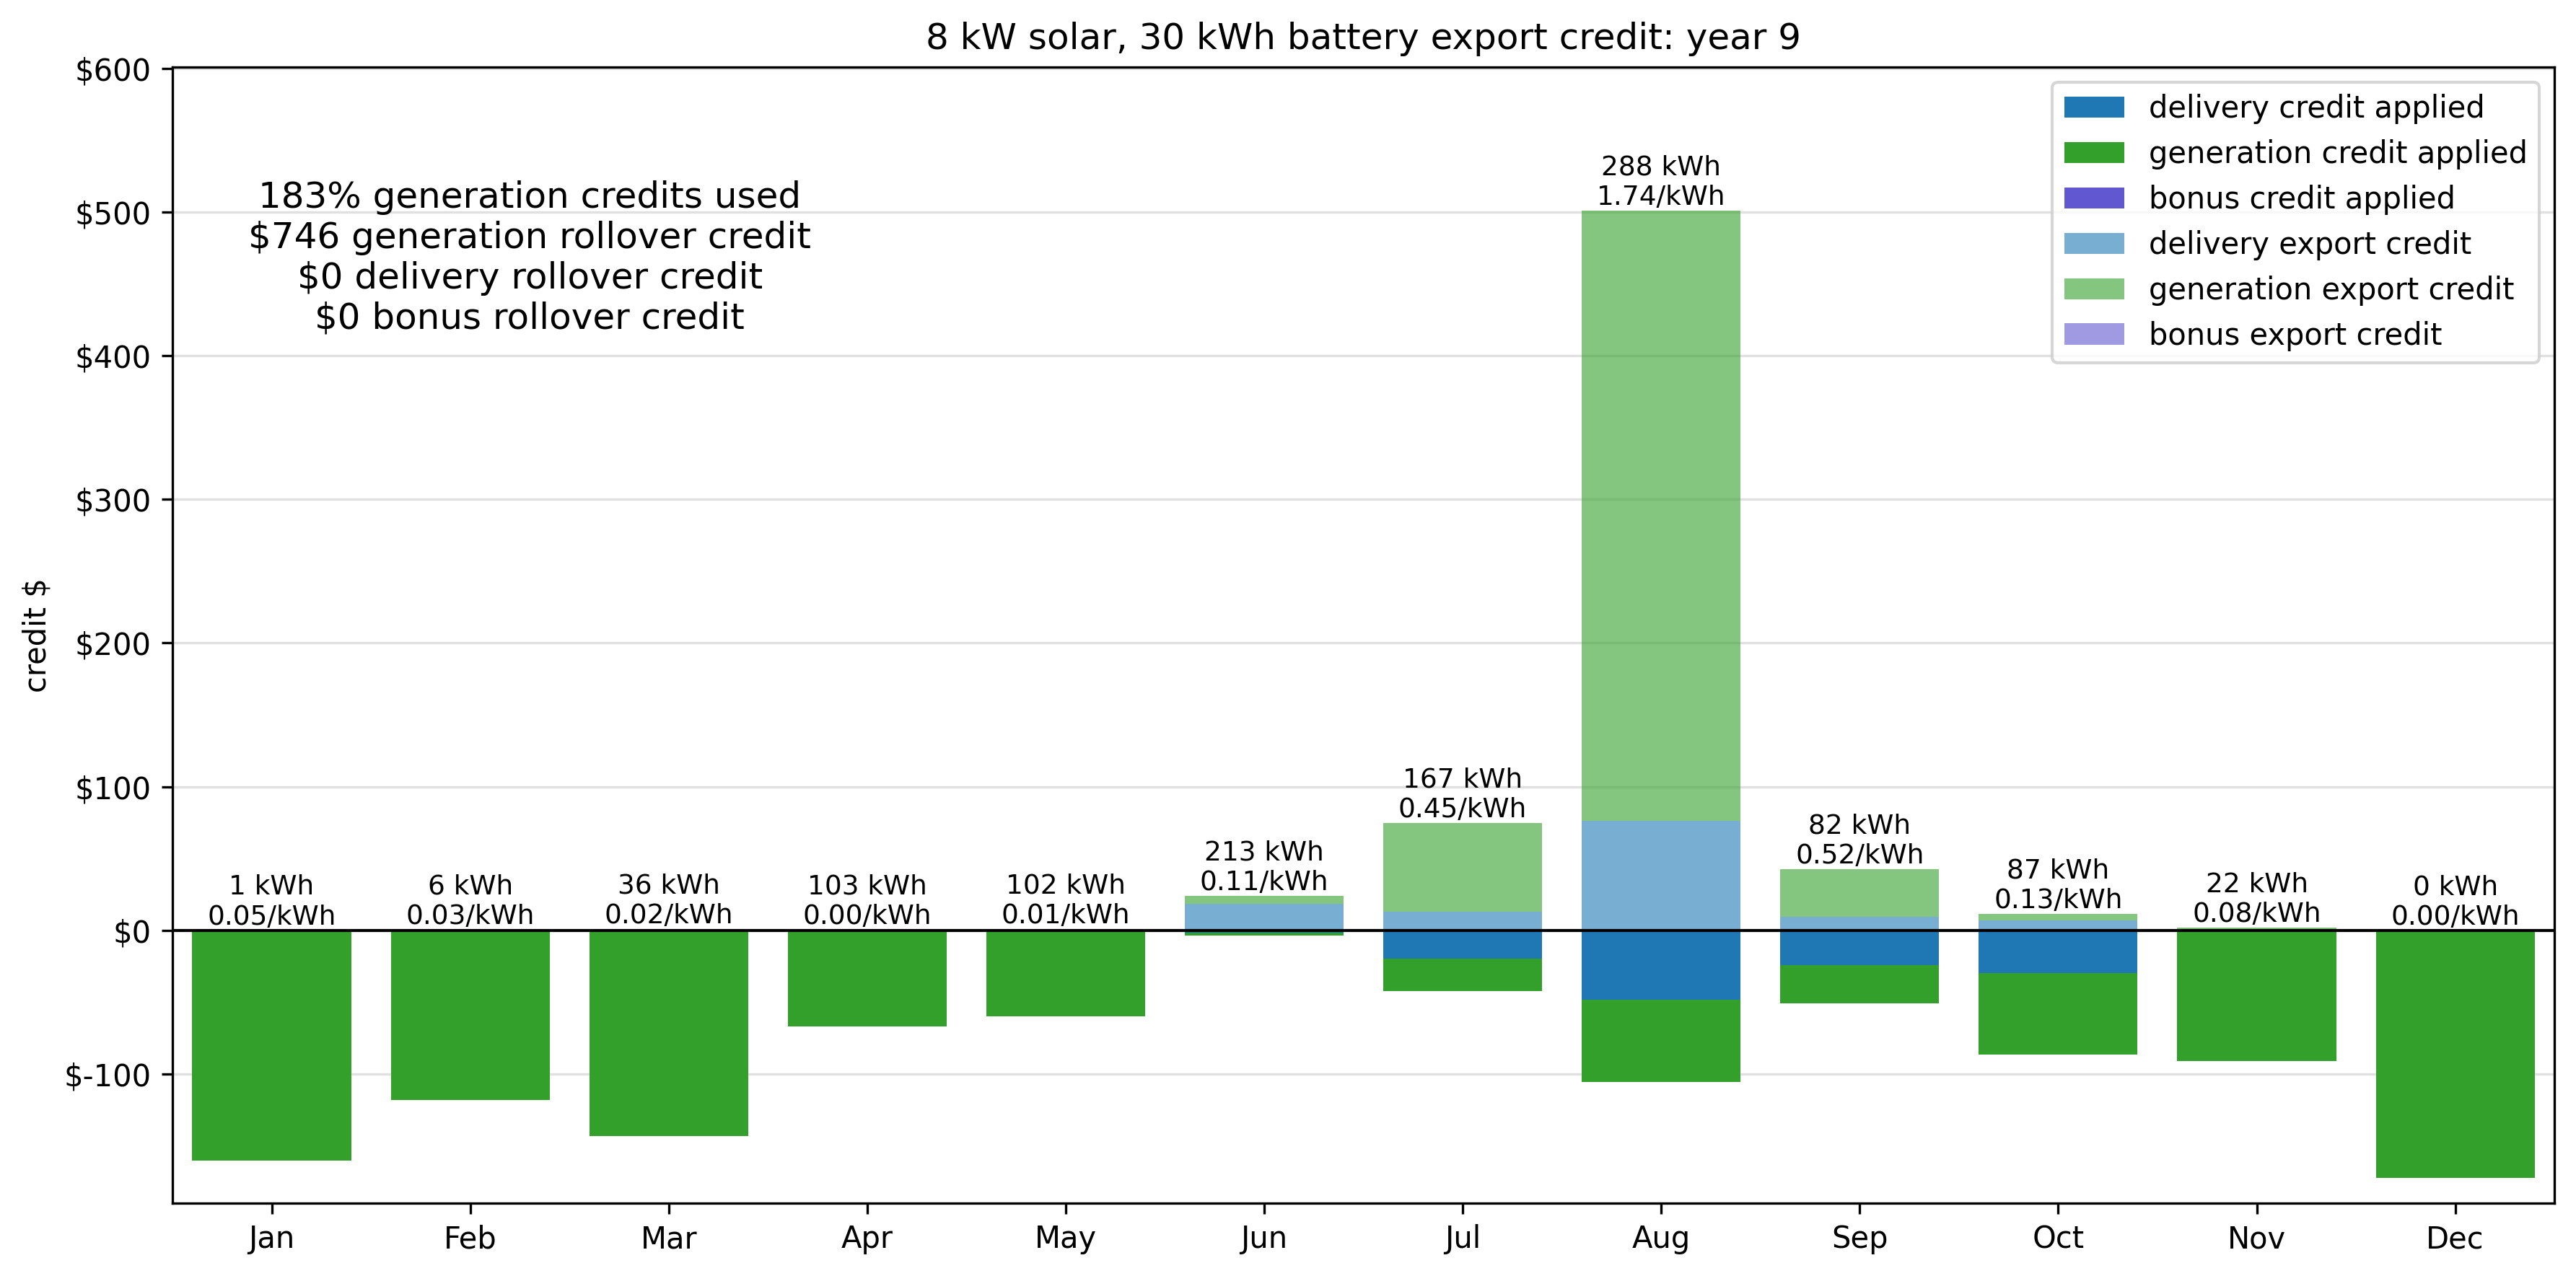 8 kW solar, 30 kWh battery export credit: year 9
credit $
$600
$500
$400
$300
$200
$100
$0
$-100
183% generation credits used
$746 generation rollover credit
$0 delivery rollover credit
$0 bonus rollover credit
delivery credit applied
generation credit applied
bonus credit applied
delivery export credit
generation export credit
bonus export credit
1 kWh
0.05/kWh
6 kWh
0.03/kWh
36 kWh
0.02/kWh
103 kWh
0.00/kWh
102 kWh
0.01/kWh
213 kWh
0.11/kWh
167 kWh
0.45/kWh
288 kWh
1.74/kWh
82 kWh
0.52/kWh
87 kWh
0.13/kWh
22 kWh
0.08/kWh
0 kWh
0.00/kWh
Jan
Feb
Mar
Apr
May
Jun
Jul
Aug
Sep
Oct
Nov
Dec